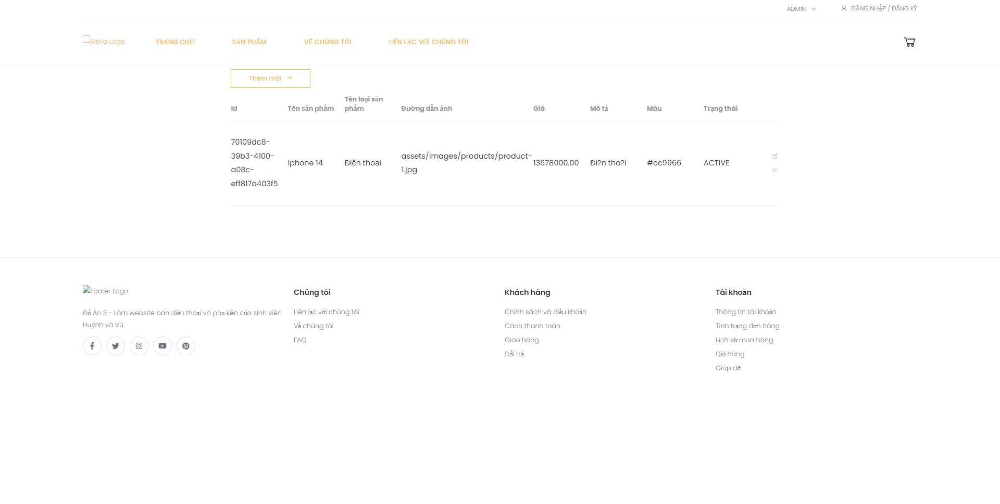 ADMIN
ĐĂNG NHẬP / ĐĂNG KÝ
Molla Logo
TRANG CHỦ
SẢN PHẨM
VỀ CHÚNG TÔI
LIÊN LẠC VỚI CHÚNG TÔI
Thêm mới
Id
Tên sản phẩm
Tên loại sản
phẩm
Đường dẫn ảnh
Giá
Mô tả
Màu
Trạng thái
70109dc8-
39b3-4100-
a08c-
eff817a403f5
Iphone 14
Điện thoại
assets/images/products/product-
1.jpg
13678000.00
Đi?n tho?i
#cc9966
ACTIVE
Footer Logo
Đồ Án 3 - Làm website bán điện thoại và phụ kiện của sinh viên
Huỳnh và Vũ
Chúng tôi
Liên lạc với chúng tôi
Về chúng tôi
FAQ
Khách hàng
Chính sách và điều khoản
Cách thanh toán
Giao hàng
Đổi trả
Tài khoản
Thông tin tài khoản
Tình trạng đơn hàng
Lịch sử mua hàng
Giỏ hàng
Giúp đỡ